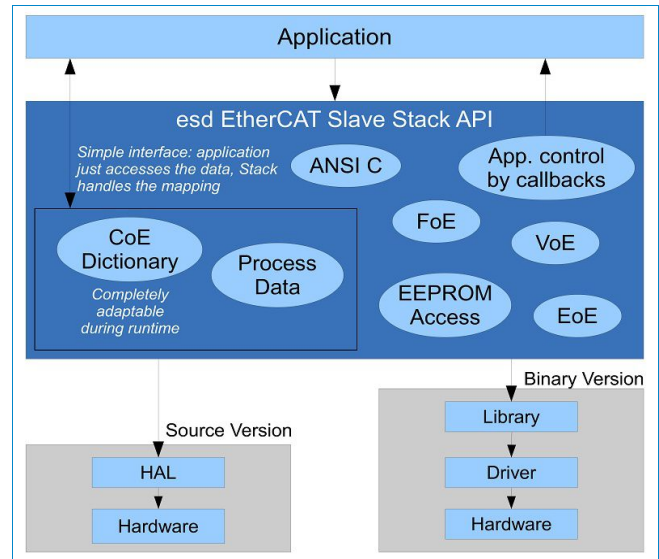 Application
esd EtherCAT Slave Stack API
Simple interface: application
just accesses the data, Stack
handles the mapping
ANSI C
App. control
by callbacks
FoE
VoE
CoE
Dictionary
Process
Data
Completely
adaptable
during runtime
EEPROM
Access
EoE
Source Version
HAL
Hardware
Binary Version
Library
Driver
Hardware